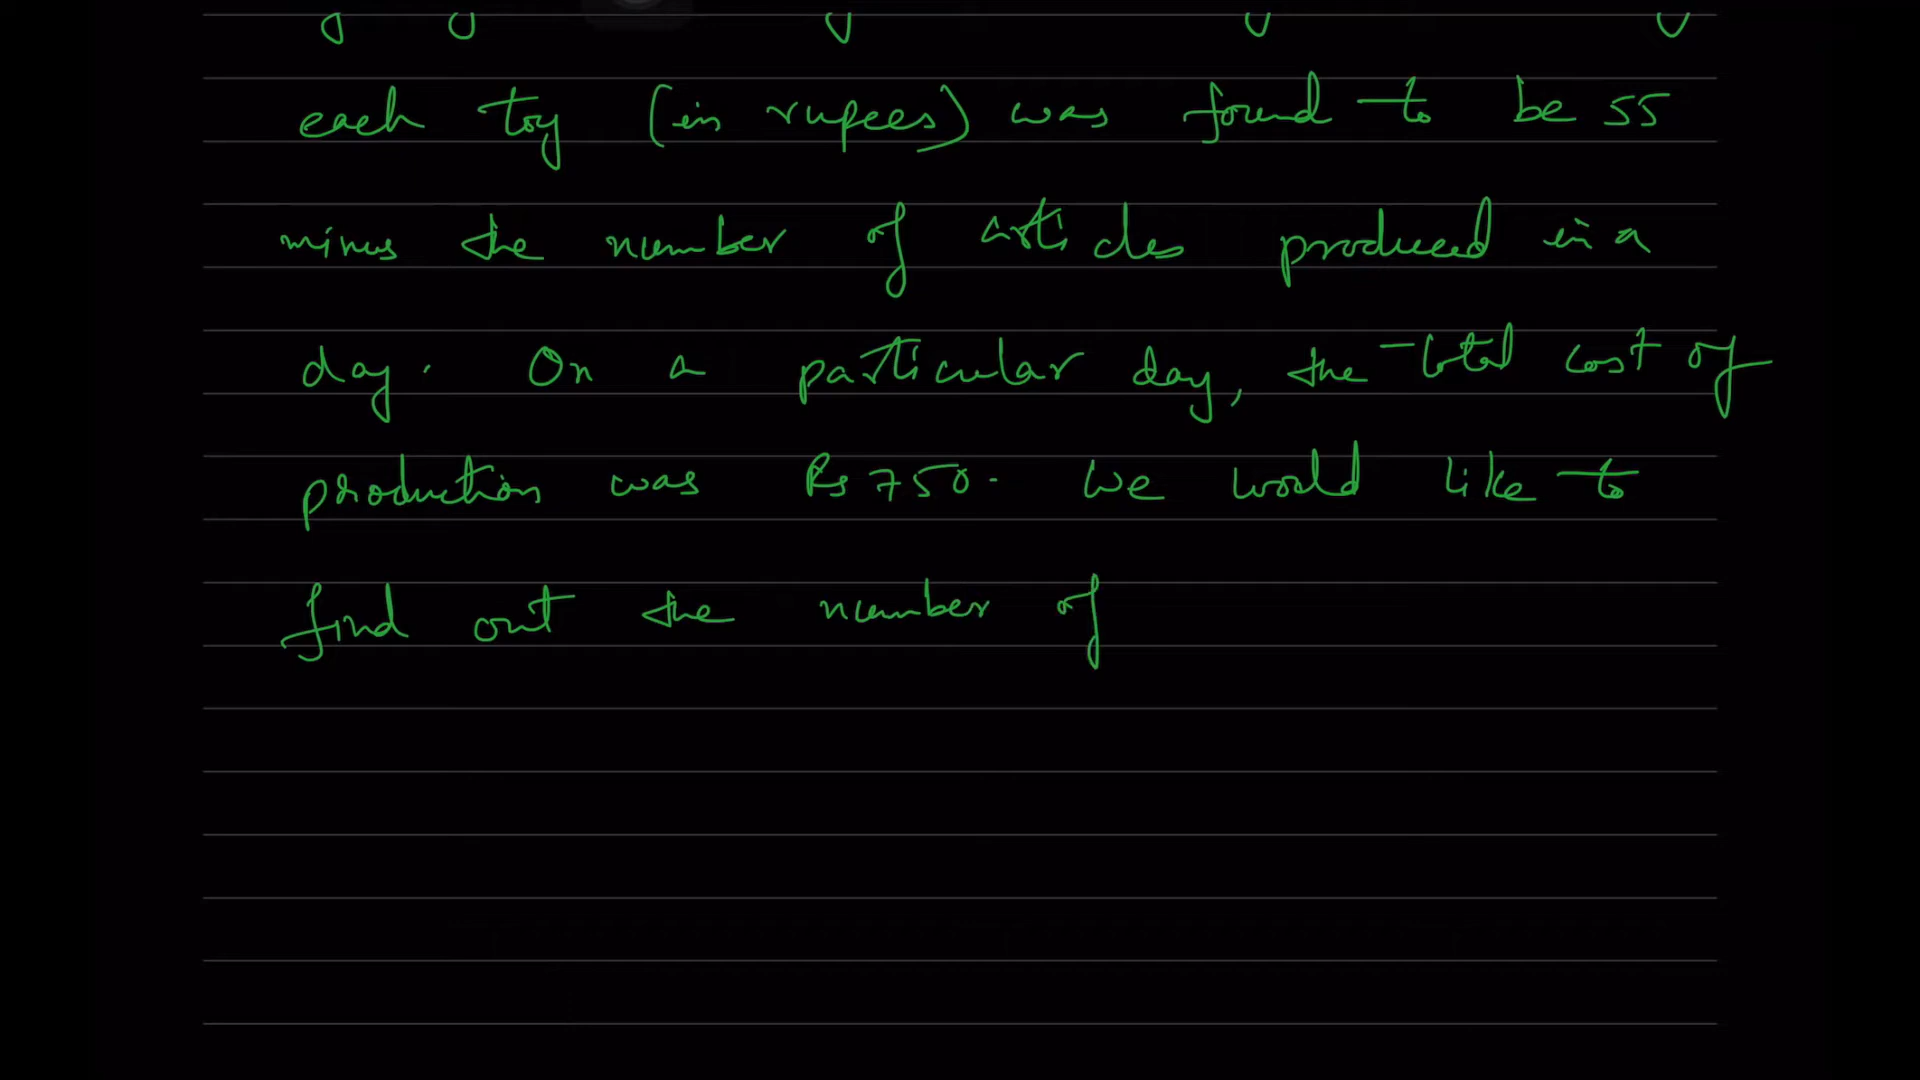 each toy (in rupees) was found to be 55
minus the number of articles produced in a
day. On a particular day, the total cost of
production was Rs 750. We would like to
find out the number of